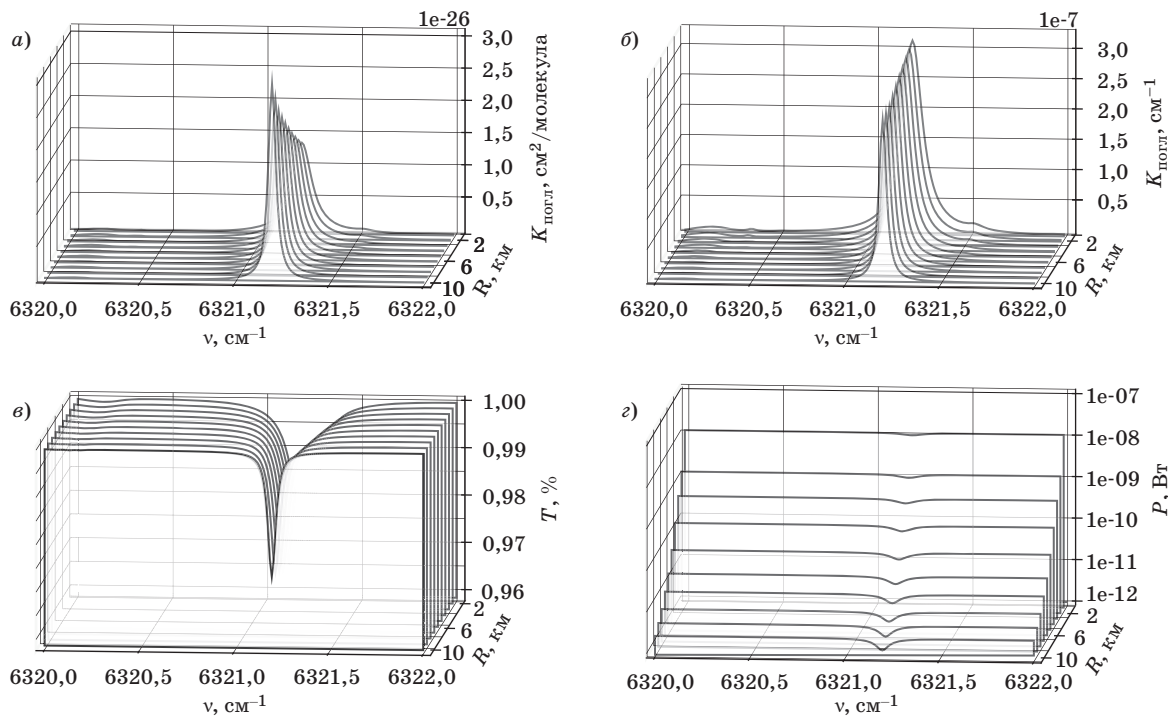 а)
1e-26
3,0
2,5
2,0
1,5
1,0
0,5
K погл, см²/молекула
2
6
10
R, км
6320,0 6320,5 6321,0 6321,5 6322,0
ν, см–1
б)
1e-7
3,0
2,5
2,0
1,5
1,0
0,5
K погл, см–1
2
6
10
R, км
6320,0 6320,5 6321,0 6321,5 6322,0
ν, см–1
в)
1,00
0,99
0,98
0,97
0,96
T, %
2
6
10
R, км
6320,0 6320,5 6321,0 6321,5 6322,0
ν, см–1
г)
1e-07
1e-08
1e-09
1e-10
1e-11
1e-12
P, Вт
2
6
10
R, км
6320,0 6320,5 6321,0 6321,5 6322,0
ν, см–1